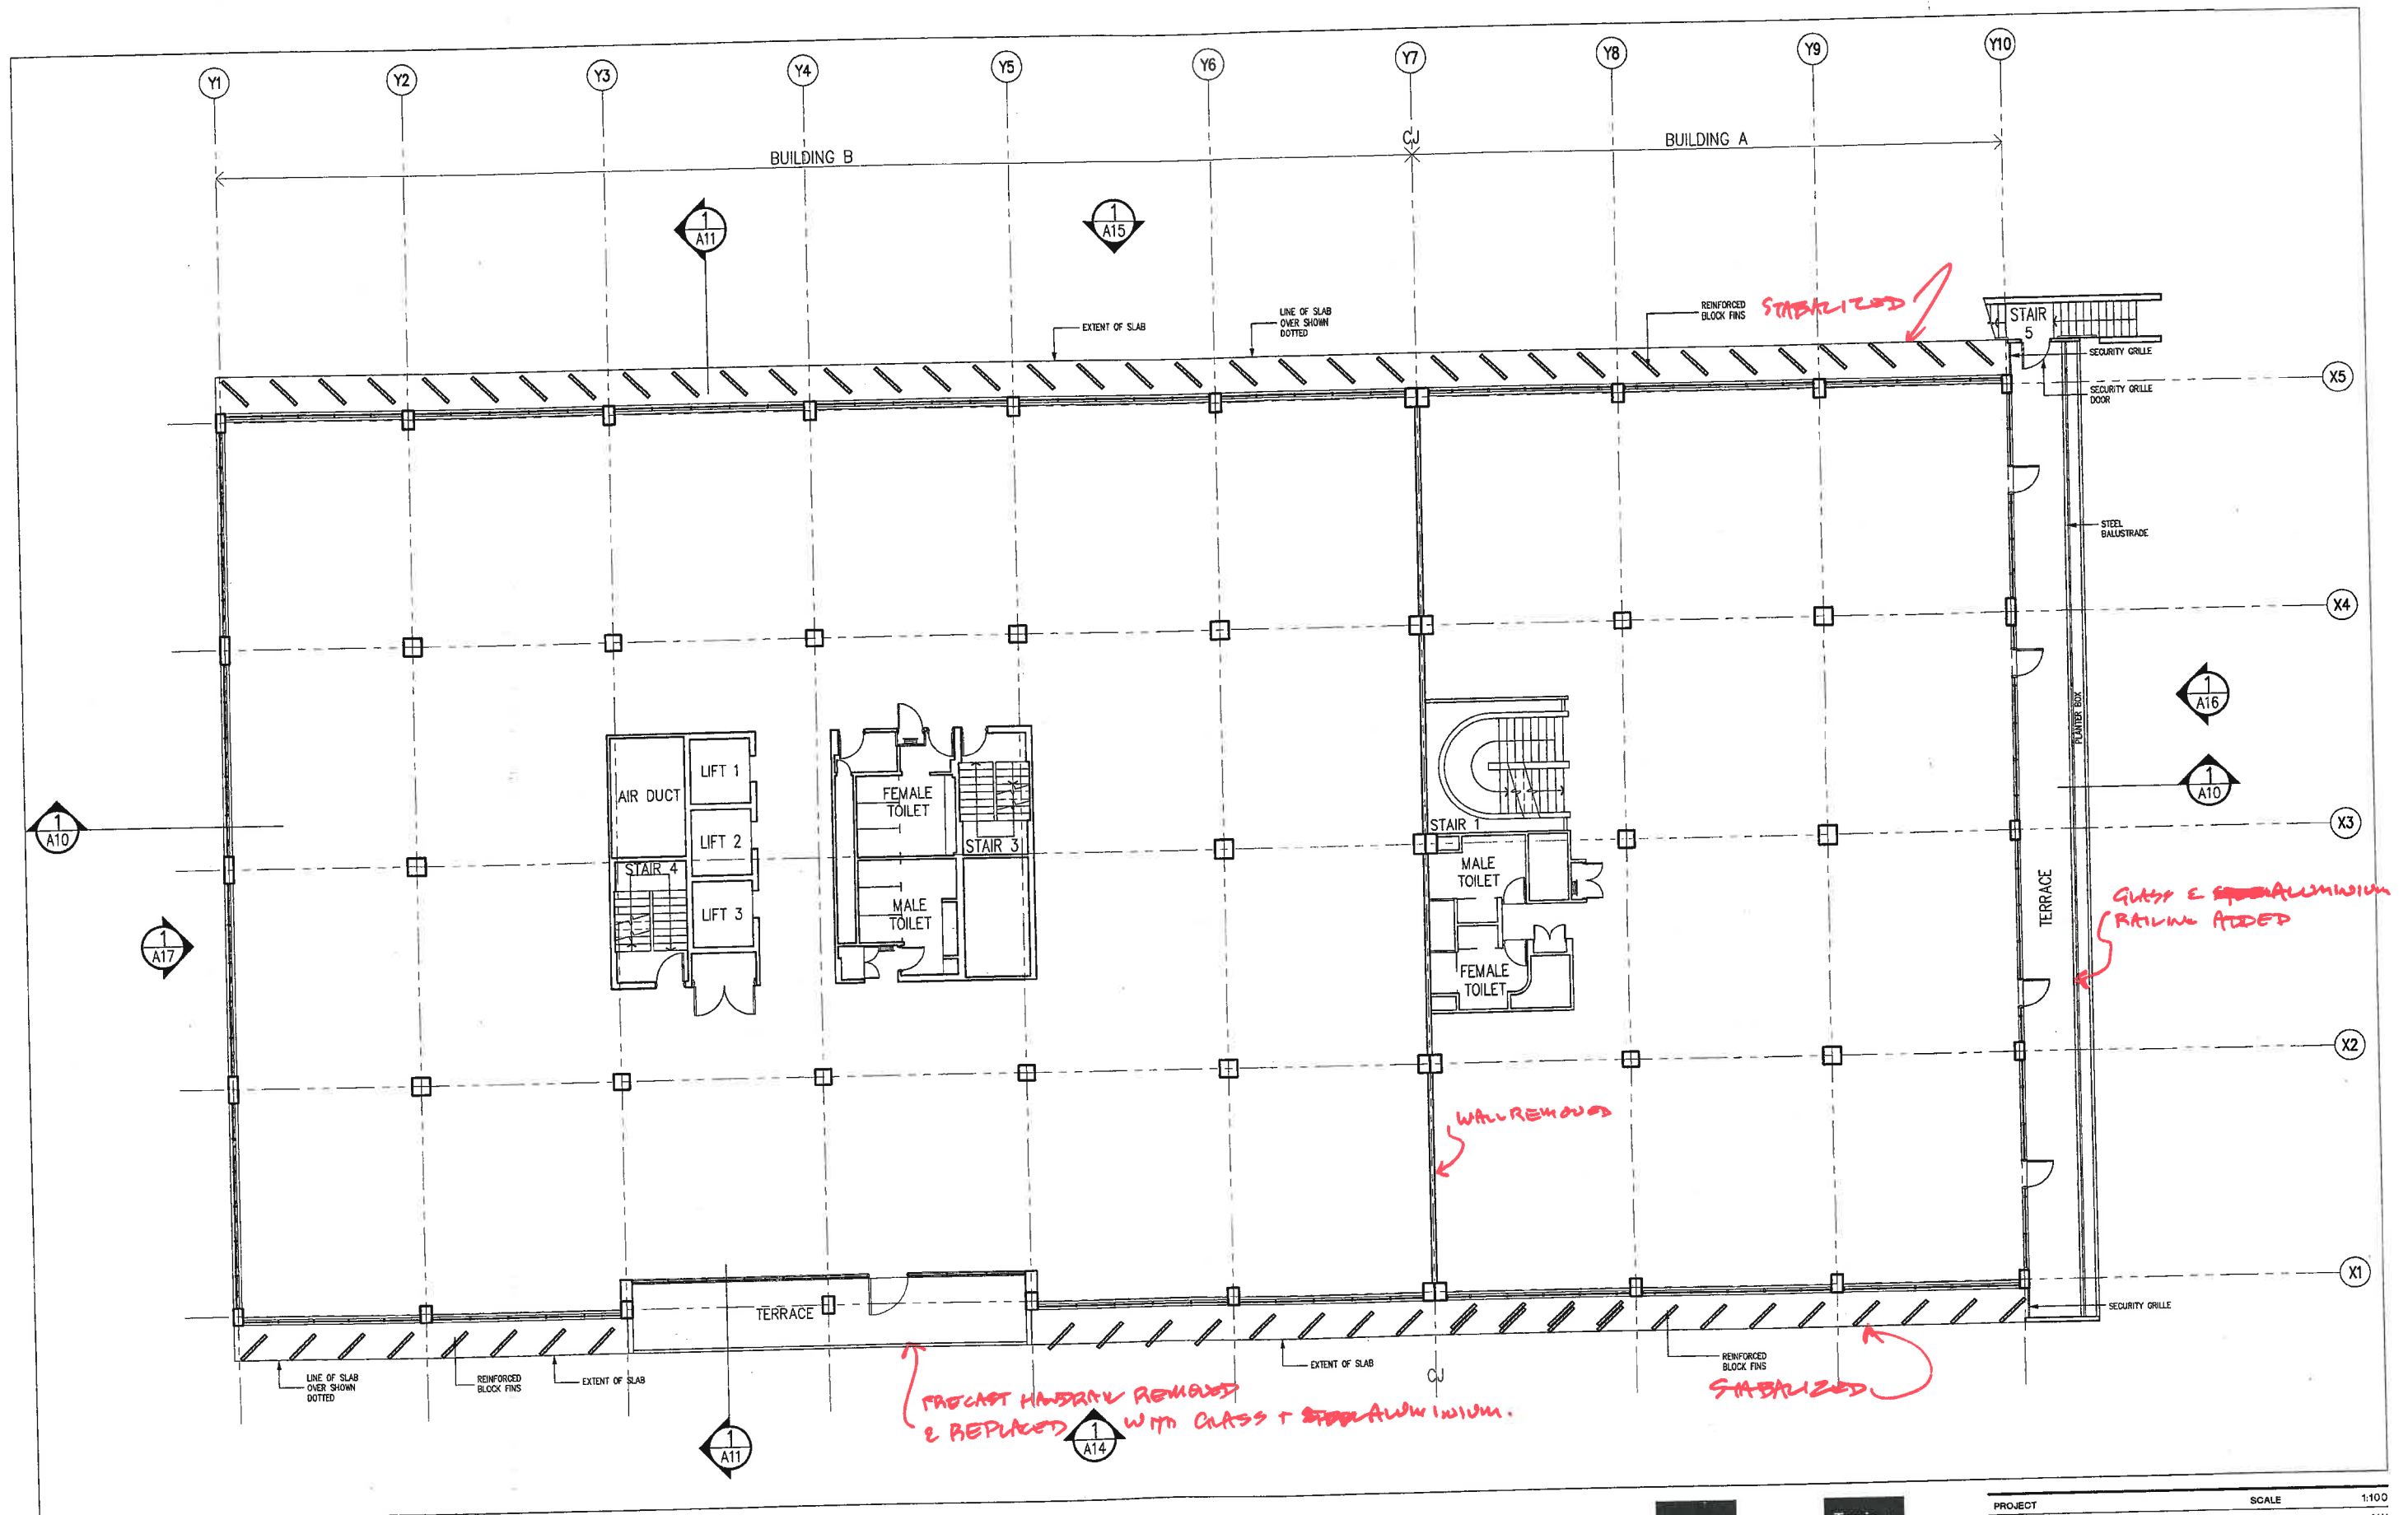 Y1
Y2
Y3
Y4
Y5
Y6
Y7
Y8
Y9
Y10
CJ
BUILDING B
BUILDING A
1
A11
1
A15
EXTENT OF SLAB
LINE OF SLAB
OVER SHOWN
DOTTED
REINFORCED
BLOCK FINS
STABALIZED
STAIR
5
SECURITY GRILLE
SECURITY GRILLE
DOOR
X5
STEEL
BALUSTRADE
X4
PLANTER BOX
1
A16
1
A10
AIR DUCT
LIFT 1
LIFT 2
LIFT 3
STAIR 4
FEMALE
TOILET
STAIR 3
MALE
TOILET
STAIR 1
MALE
TOILET
FEMALE
TOILET
1
A10
X3
TERRACE
GLASS & ALUMINIUM
RAILING ADDED
1
A17
X2
WALL REMOVED
X1
TERRACE
SECURITY GRILLE
LINE OF SLAB
OVER SHOWN
DOTTED
REINFORCED
BLOCK FINS
EXTENT OF SLAB
EXTENT OF SLAB
REINFORCED
BLOCK FINS
CJ
STABALIZED
PRECAST HANDRAIL REMOVED
& REPLACED WITH GLASS + STEEL ALUMINIUM.
1
A11
1
A14
PROJECT
SCALE
1:100